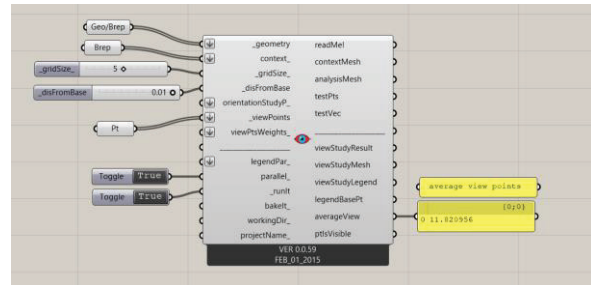 Geo/Brep
Brep
_gridSize_ 5
_disFromBase 0.01
Pt
Toggle True
Toggle True
_geometry
context_
_gridSize_
_disFromBase
orientationStudyP_
_viewPoints
viewPtsWeights_
legendPar_
parallel_
_runIt
bakeIt_
workingDir_
projectName_
readMe!
contextMesh
analysisMesh
testPts
testVec
viewStudyResult
viewStudyMesh
viewStudyLegend
legendBasePt
averageView
ptIsVisible
VER 0.0.59
FEB_01_2015
average view points
{0;0}
0 11.820956